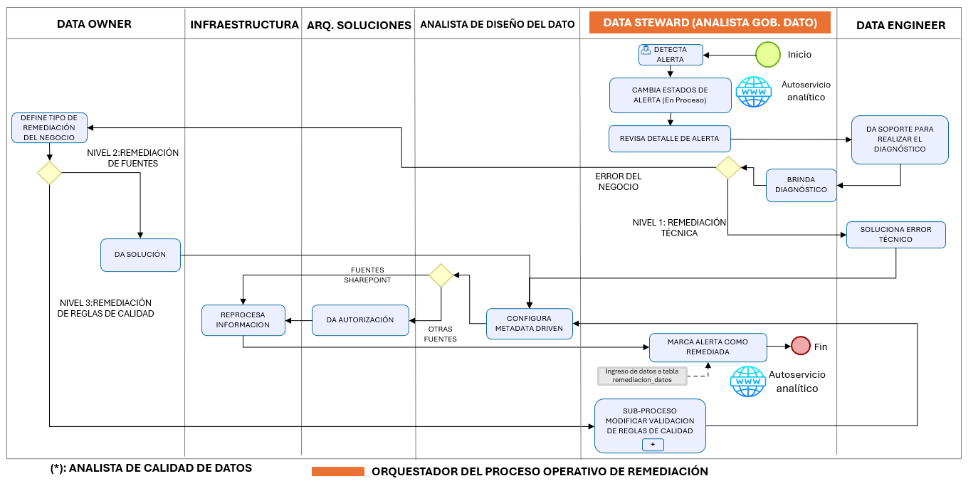 DATA OWNER
INFRAESTRUCTURA
ARQ. SOLUCIONES
ANALISTA DE DISEÑO DEL DATO
DATA STEWARD (ANALISTA GOB. DATO)
DATA ENGINEER
DETECTA
ALERTA
Inicio
CAMBIA ESTADOS DE
ALERTA (En Proceso)
WWW
Autoservicio
analítico
DEFINE TIPO DE
REMEDIACIÓN
DEL NEGOCIO
REVISA DETALLE DE ALERTA
DA SOPORTE PARA
REALIZAR EL
DIAGNÓSTICO
NIVEL 2:REMEDIACIÓN
DE FUENTES
ERROR DEL
NEGOCIO
BRINDA
DIAGNÓSTICO
NIVEL 1: REMEDIACIÓN
TÉCNICA
SOLUCIONA ERROR
TÉCNICO
DA SOLUCIÓN
FUENTES
SHAREPOINT
NIVEL 3:REMEDIACIÓN
DE REGLAS DE CALIDAD
REPROCESA
INFORMACION
DA AUTORIZACIÓN
OTRAS
FUENTES
CONFIGURA
METADATA DRIVEN
MARCA ALERTA COMO
REMEDIADA
Fin
Ingreso de datos a tabla
remediacion_datos
WWW
Autoservicio
analítico
SUB-PROCESO
MODIFICAR VALIDACION
DE REGLAS DE CALIDAD
+
(*): ANALISTA DE CALIDAD DE DATOS
ORQUESTADOR DEL PROCESO OPERATIVO DE REMEDIACIÓN